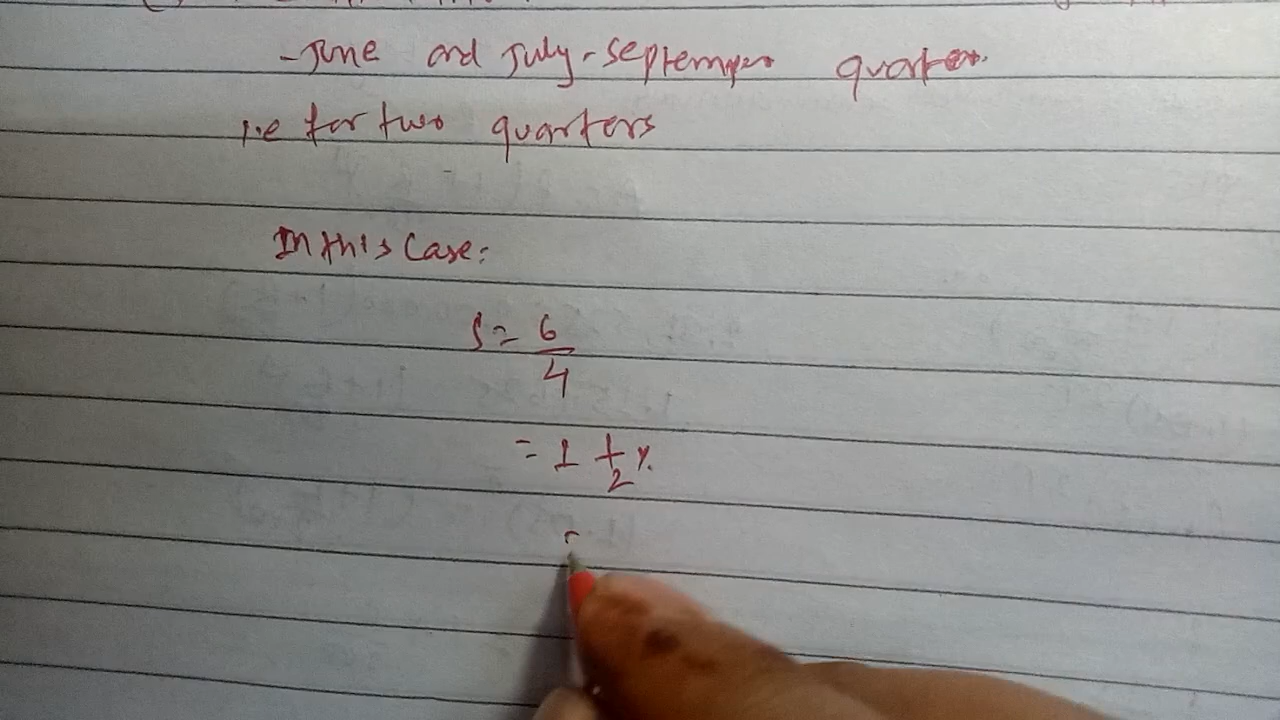 -June and July-September quarter.
i.e for two quarters
In this Case:
S = 6/4
= 1 1/2 %.
=